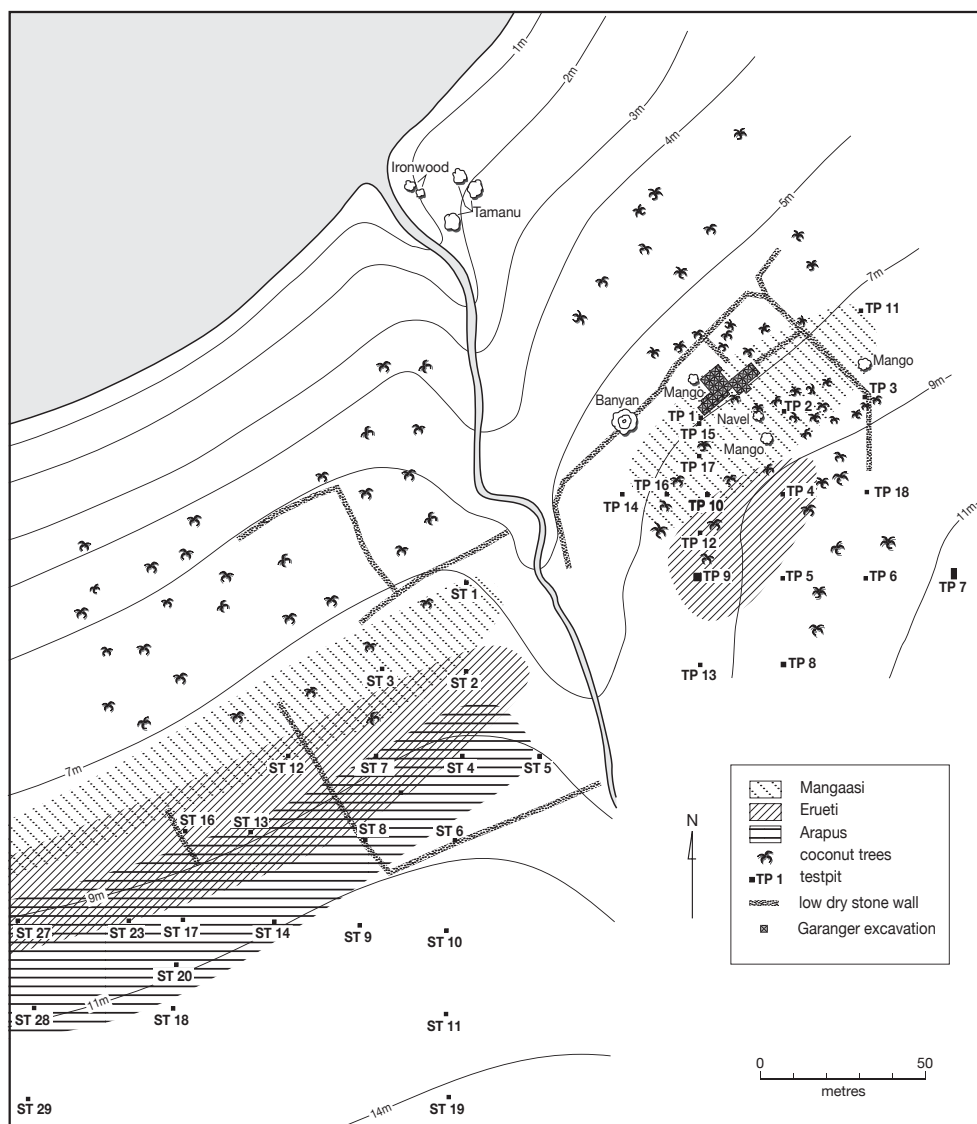 1m
2m
3m
4m
5m
7m
9m
11m
Ironwood
Tamanu
TP 11
Mango
TP 3
Mango
Banyan
TP 1
TP 2
Navel
TP 15
Mango
TP 17
TP 16
TP 14
TP 10
TP 4
TP 18
TP 12
TP 9
TP 5
TP 6
TP 7
TP 13
TP 8
ST 1
ST 3
ST 2
7m
ST 12
ST 7
ST 4
ST 5
ST 16
ST 13
ST 8
ST 6
9m
ST 27
ST 23
ST 17
ST 14
ST 9
ST 10
ST 20
11m
ST 28
ST 18
ST 11
ST 29
14m
ST 19
N
Mangaasi
Erueti
Arapus
coconut trees
TP 1 testpit
low dry stone wall
Garanger excavation
0 50
metres